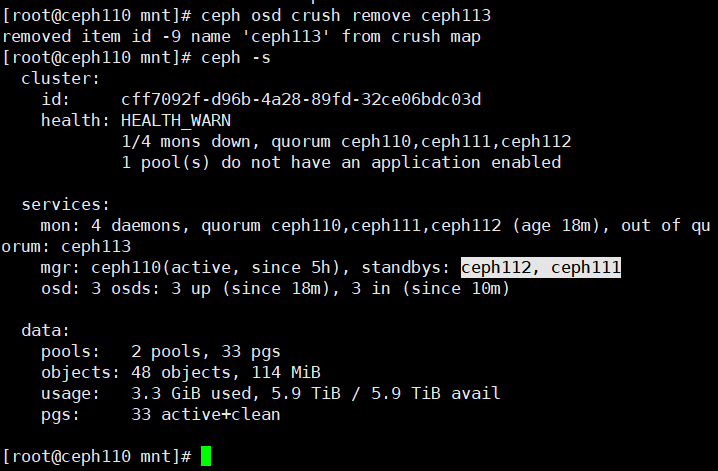 [root@ceph110 mnt]# ceph osd crush remove ceph113
removed item id -9 name 'ceph113' from crush map
[root@ceph110 mnt]# ceph -s
  cluster:
    id:     cff7092f-d96b-4a28-89fd-32ce06bdc03d
    health: HEALTH_WARN
            1/4 mons down, quorum ceph110,ceph111,ceph112
            1 pool(s) do not have an application enabled

  services:
    mon: 4 daemons, quorum ceph110,ceph111,ceph112 (age 18m), out of qu
orum: ceph113
    mgr: ceph110(active, since 5h), standbys: ceph112, ceph111
    osd: 3 osds: 3 up (since 18m), 3 in (since 10m)

  data:
    pools:   2 pools, 33 pgs
    objects: 48 objects, 114 MiB
    usage:   3.3 GiB used, 5.9 TiB / 5.9 TiB avail
    pgs:     33 active+clean

[root@ceph110 mnt]#